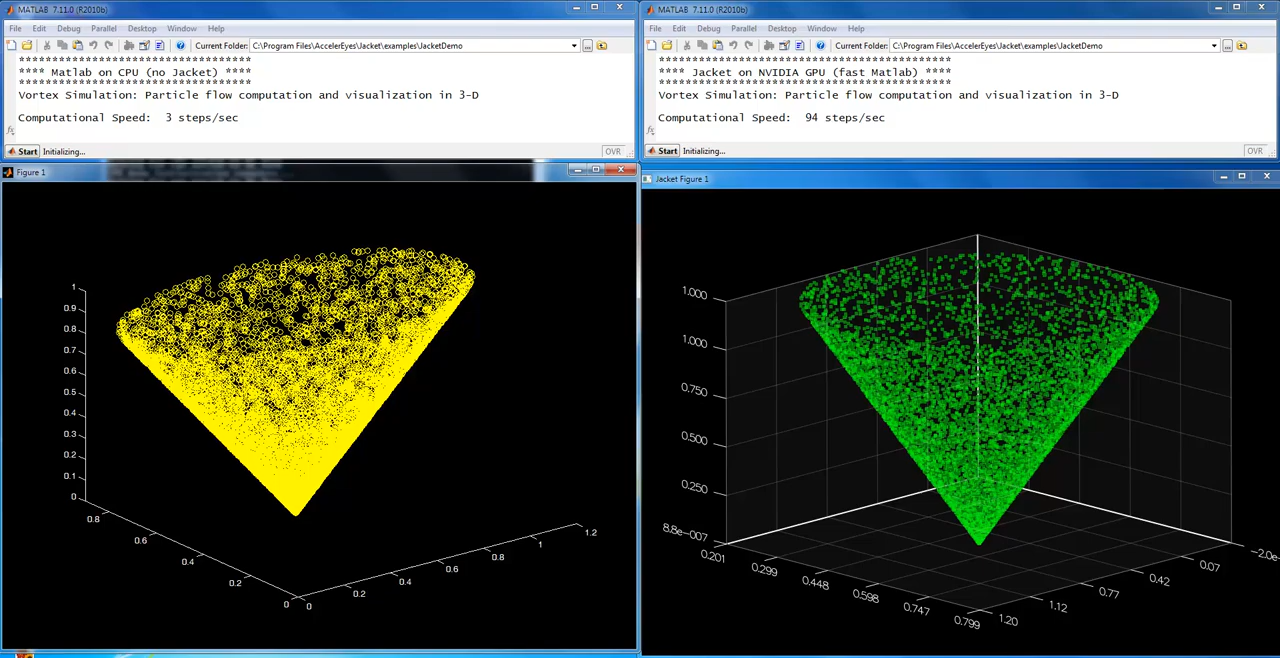 MATLAB 7.11.0 (R2010b)
File Edit Debug Parallel Desktop Window Help
Current Folder: C:\Program Files\AccelerEyes\Jacket\examples\JacketDemo
*****************************
**** Matlab on CPU (no Jacket) ****
*****************************
Vortex Simulation: Particle flow computation and visualization in 3-D
Computational Speed: 3 steps/sec
fx
Start Initializing...
OVR
Figure 1
1
0.9
0.8
0.7
0.6
0.5
0.4
0.3
0.2
0.1
0
0.8
0.6
0.4
0.2
0
0
0.2
0.4
0.6
0.8
1
1.2
MATLAB 7.11.0 (R2010b)
File Edit Debug Parallel Desktop Window Help
Current Folder: C:\Program Files\AccelerEyes\Jacket\examples\JacketDemo
*************************************
**** Jacket on NVIDIA GPU (fast Matlab) ****
*************************************
Vortex Simulation: Particle flow computation and visualization in 3-D
Computational Speed: 94 steps/sec
fx
Start Initializing...
OVR
Jacket Figure 1
1.000
1.000
0.750
0.500
0.250
8.8e-007
0.201
0.299
0.448
0.598
0.747
0.799
1.20
1.12
0.77
0.42
0.07
-2.0e